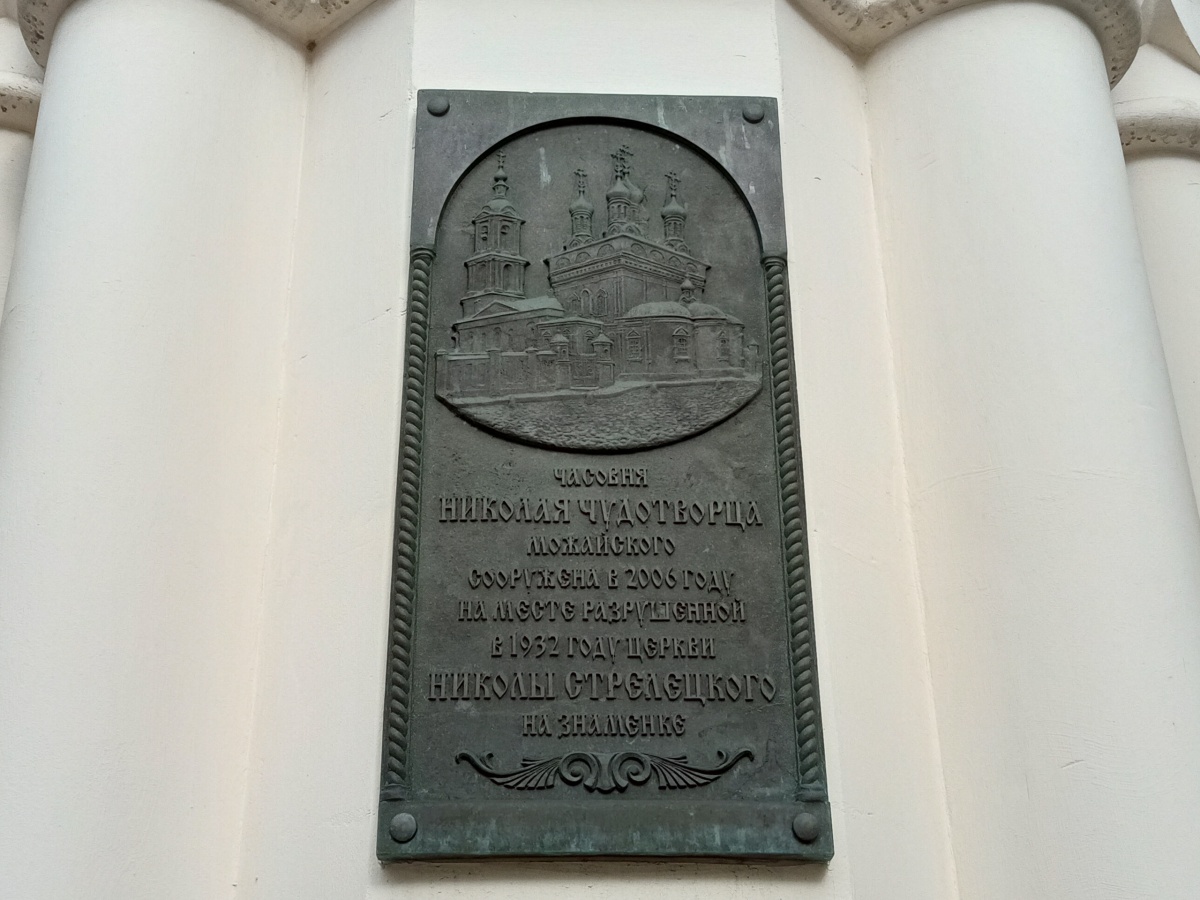 часовня
Николая Чудотворца
Можайского
сооружена в 2006 году
на месте разрушенной
в 1932 году церкви
Николы Стрелецкого
на Знаменке